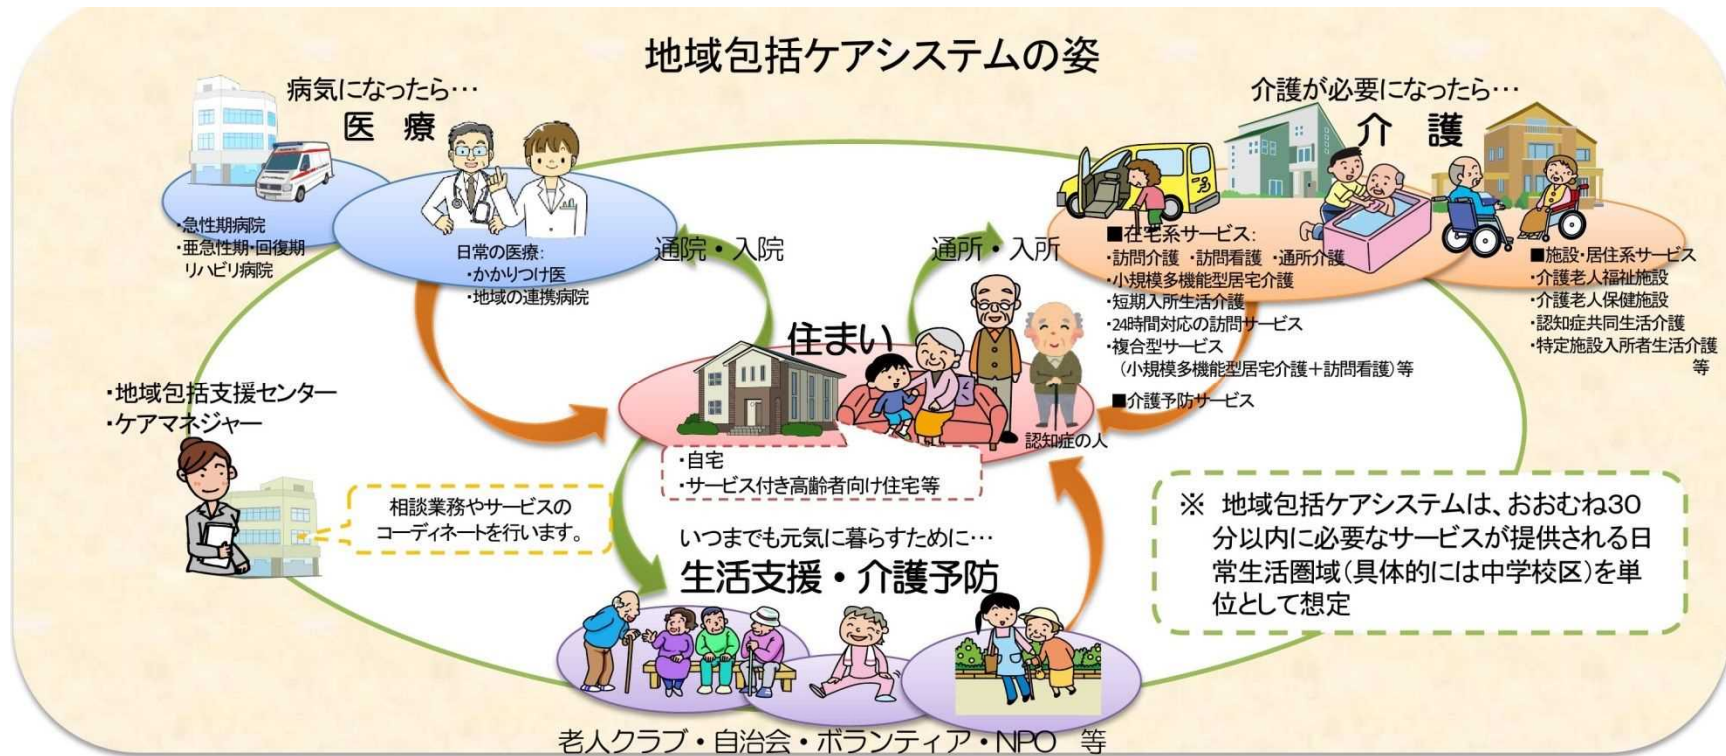 地域包括ケアシステムの姿
病気になったら…
医 療
・急性期病院
・亜急性期・回復期
リハビリ病院
日常の医療:
・かかりつけ医
・地域の連携病院
通院・入院
通所・入所
介護が必要になったら…
介 護
■在宅系サービス:
・訪問介護 ・訪問看護 ・通所介護
・小規模多機能型居宅介護
・短期入所生活介護
・24時間対応の訪問サービス
・複合型サービス
(小規模多機能型居宅介護+訪問看護)等
■介護予防サービス
■施設・居住系サービス
・介護老人福祉施設
・介護老人保健施設
・認知症共同生活介護
・特定施設入所者生活介護
等
住まい
認知症の人
・自宅
・サービス付き高齢者向け住宅等
・地域包括支援センター
・ケアマネジャー
相談業務やサービスの
コーディネートを行います。
いつまでも元気に暮らすために…
生活支援・介護予防
老人クラブ・自治会・ボランティア・NPO 等
※ 地域包括ケアシステムは、おおむね30
分以内に必要なサービスが提供される日
常生活圏域(具体的には中学校区)を単
位として想定